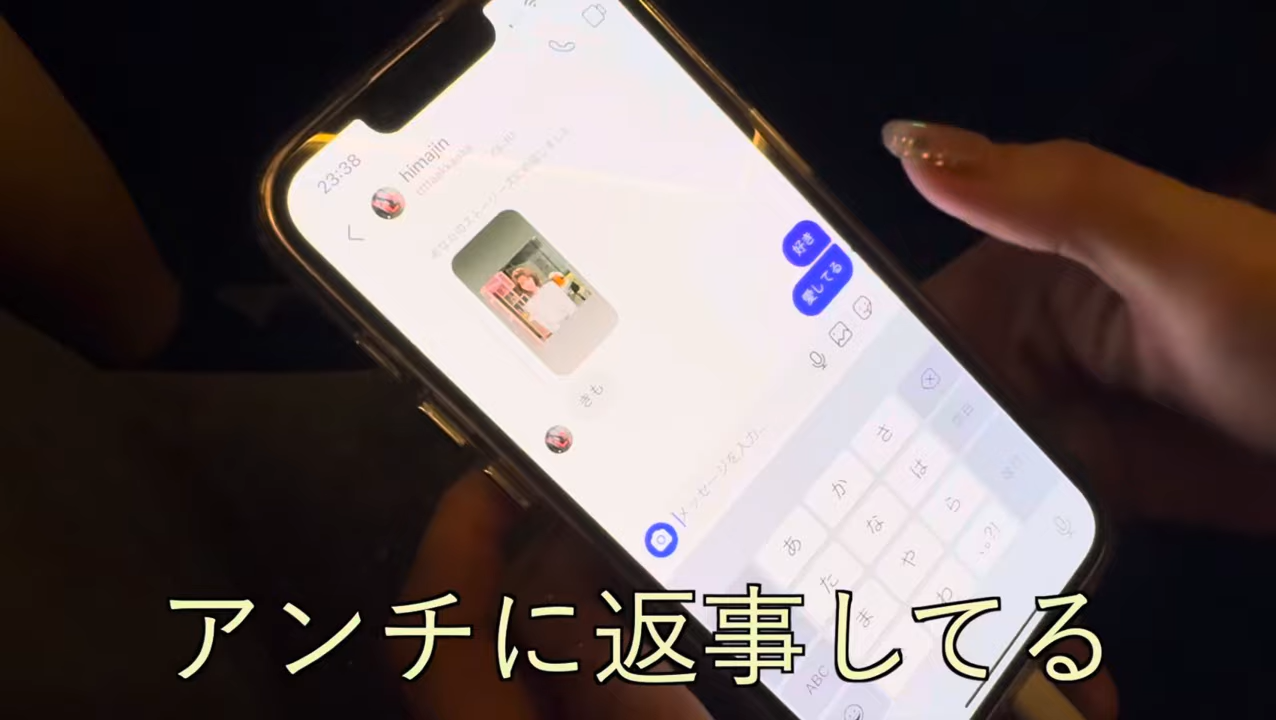 23:38
himajin
きも
好き
愛してる
メッセージを入力...
あ
か
さ
た
な
は
ま
や
ら
わ
、。?!
ABC
アンチに返事してる